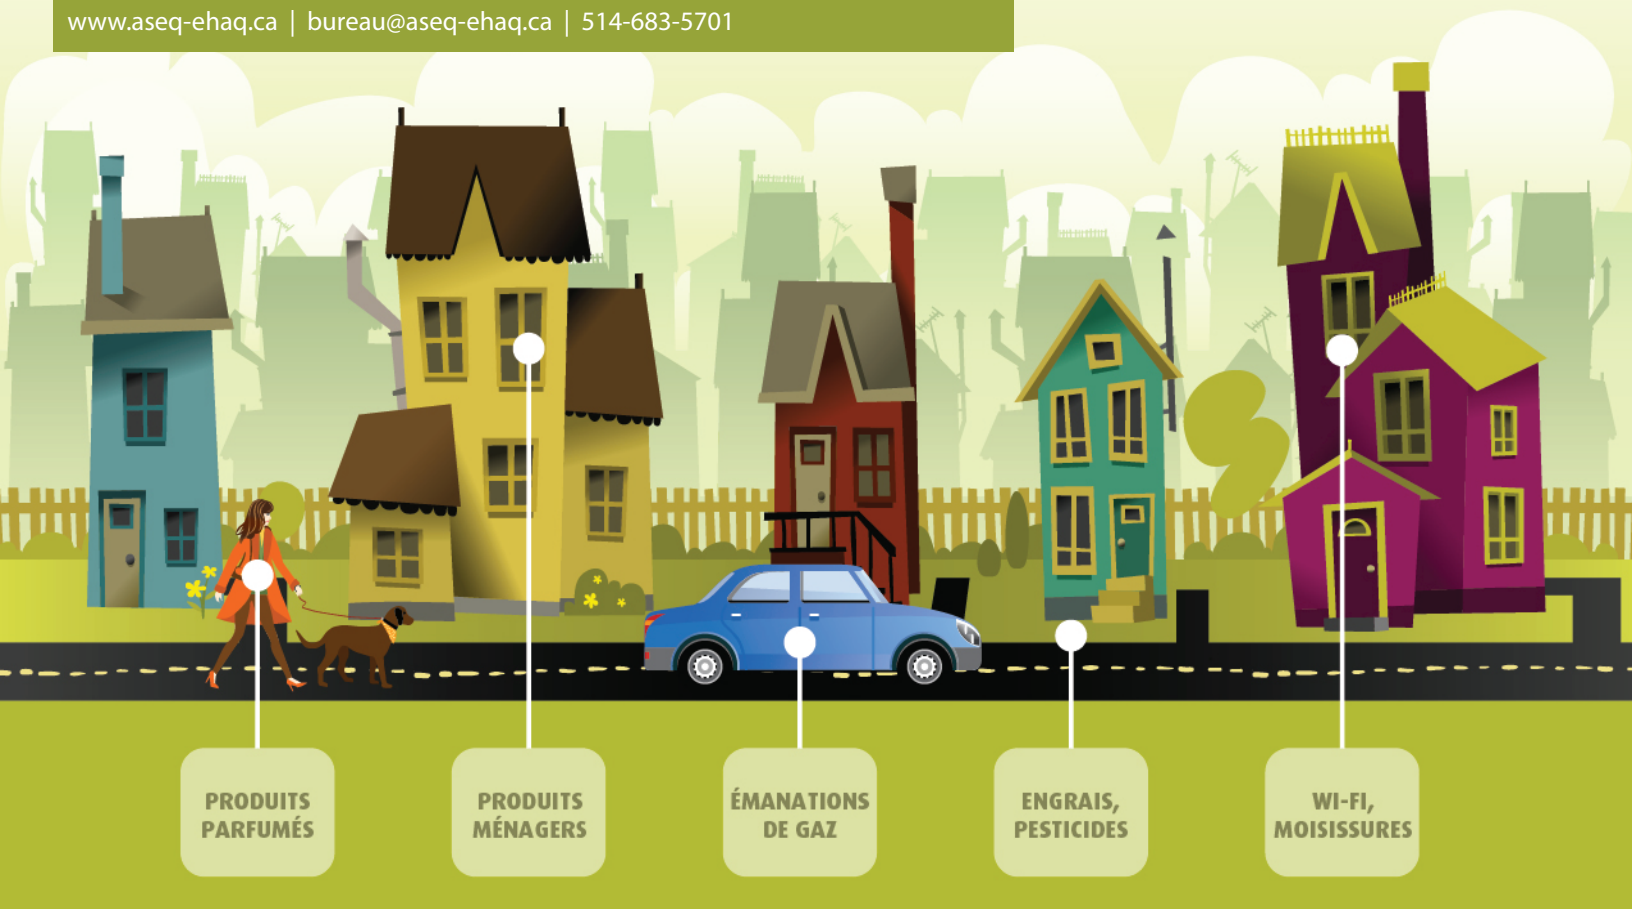 www.aseq-ehaq.ca | bureau@aseq-ehaq.ca | 514-683-5701
PRODUITS
PARFUMÉS
PRODUITS
MÉNAGERS
ÉMANATIONS
DE GAZ
ENGRAIS,
PESTICIDES
WI-FI,
MOISISSURES